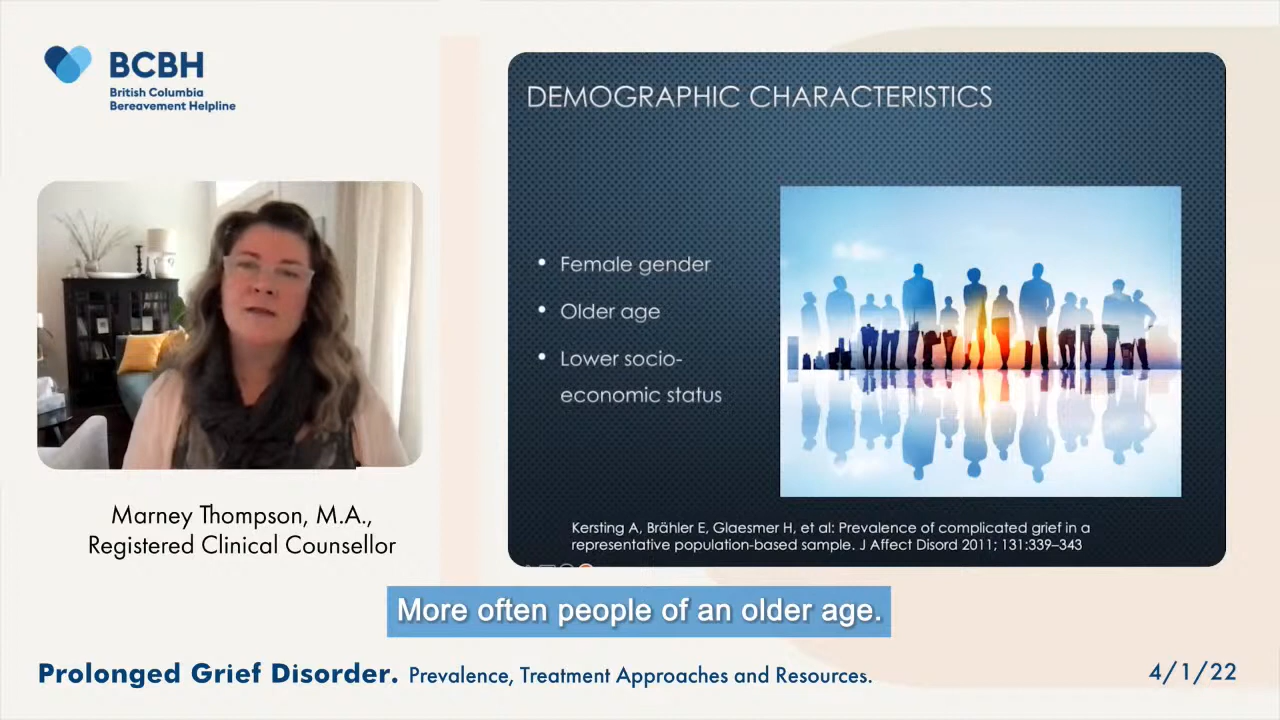 BCBH
British Columbia
Bereavement Helpline
DEMOGRAPHIC CHARACTERISTICS
• Female gender
• Older age
• Lower socio-
economic status
Kersting A, Brähler E, Glaesmer H, et al: Prevalence of complicated grief in a
representative population-based sample. J Affect Disord 2011; 131:339–343
Marney Thompson, M.A.,
Registered Clinical Counsellor
More often people of an older age.
Prolonged Grief Disorder. Prevalence, Treatment Approaches and Resources.
4/1/22